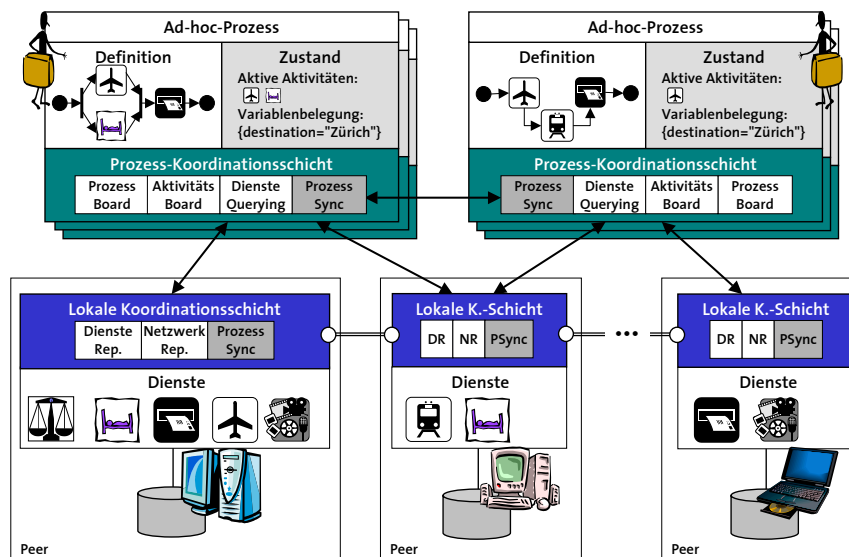 Ad-hoc-Prozess
Definition
Zustand
Aktive Aktivitäten:
Variablenbelegung:
{destination="Zürich"}
Prozess-Koordinationsschicht
Prozess Board
Aktivitäts Board
Dienste Querying
Prozess Sync
Ad-hoc-Prozess
Definition
Zustand
Aktive Aktivitäten:
Variablenbelegung:
{destination="Zürich"}
Prozess-Koordinationsschicht
Prozess Sync
Dienste Querying
Aktivitäts Board
Prozess Board
Lokale Koordinationsschicht
Dienste Rep.
Netzwerk Rep.
Prozess Sync
Dienste
Peer
Lokale K.-Schicht
DR
NR
PSync
Dienste
Peer
...
Lokale K.-Schicht
DR
NR
PSync
Dienste
Peer